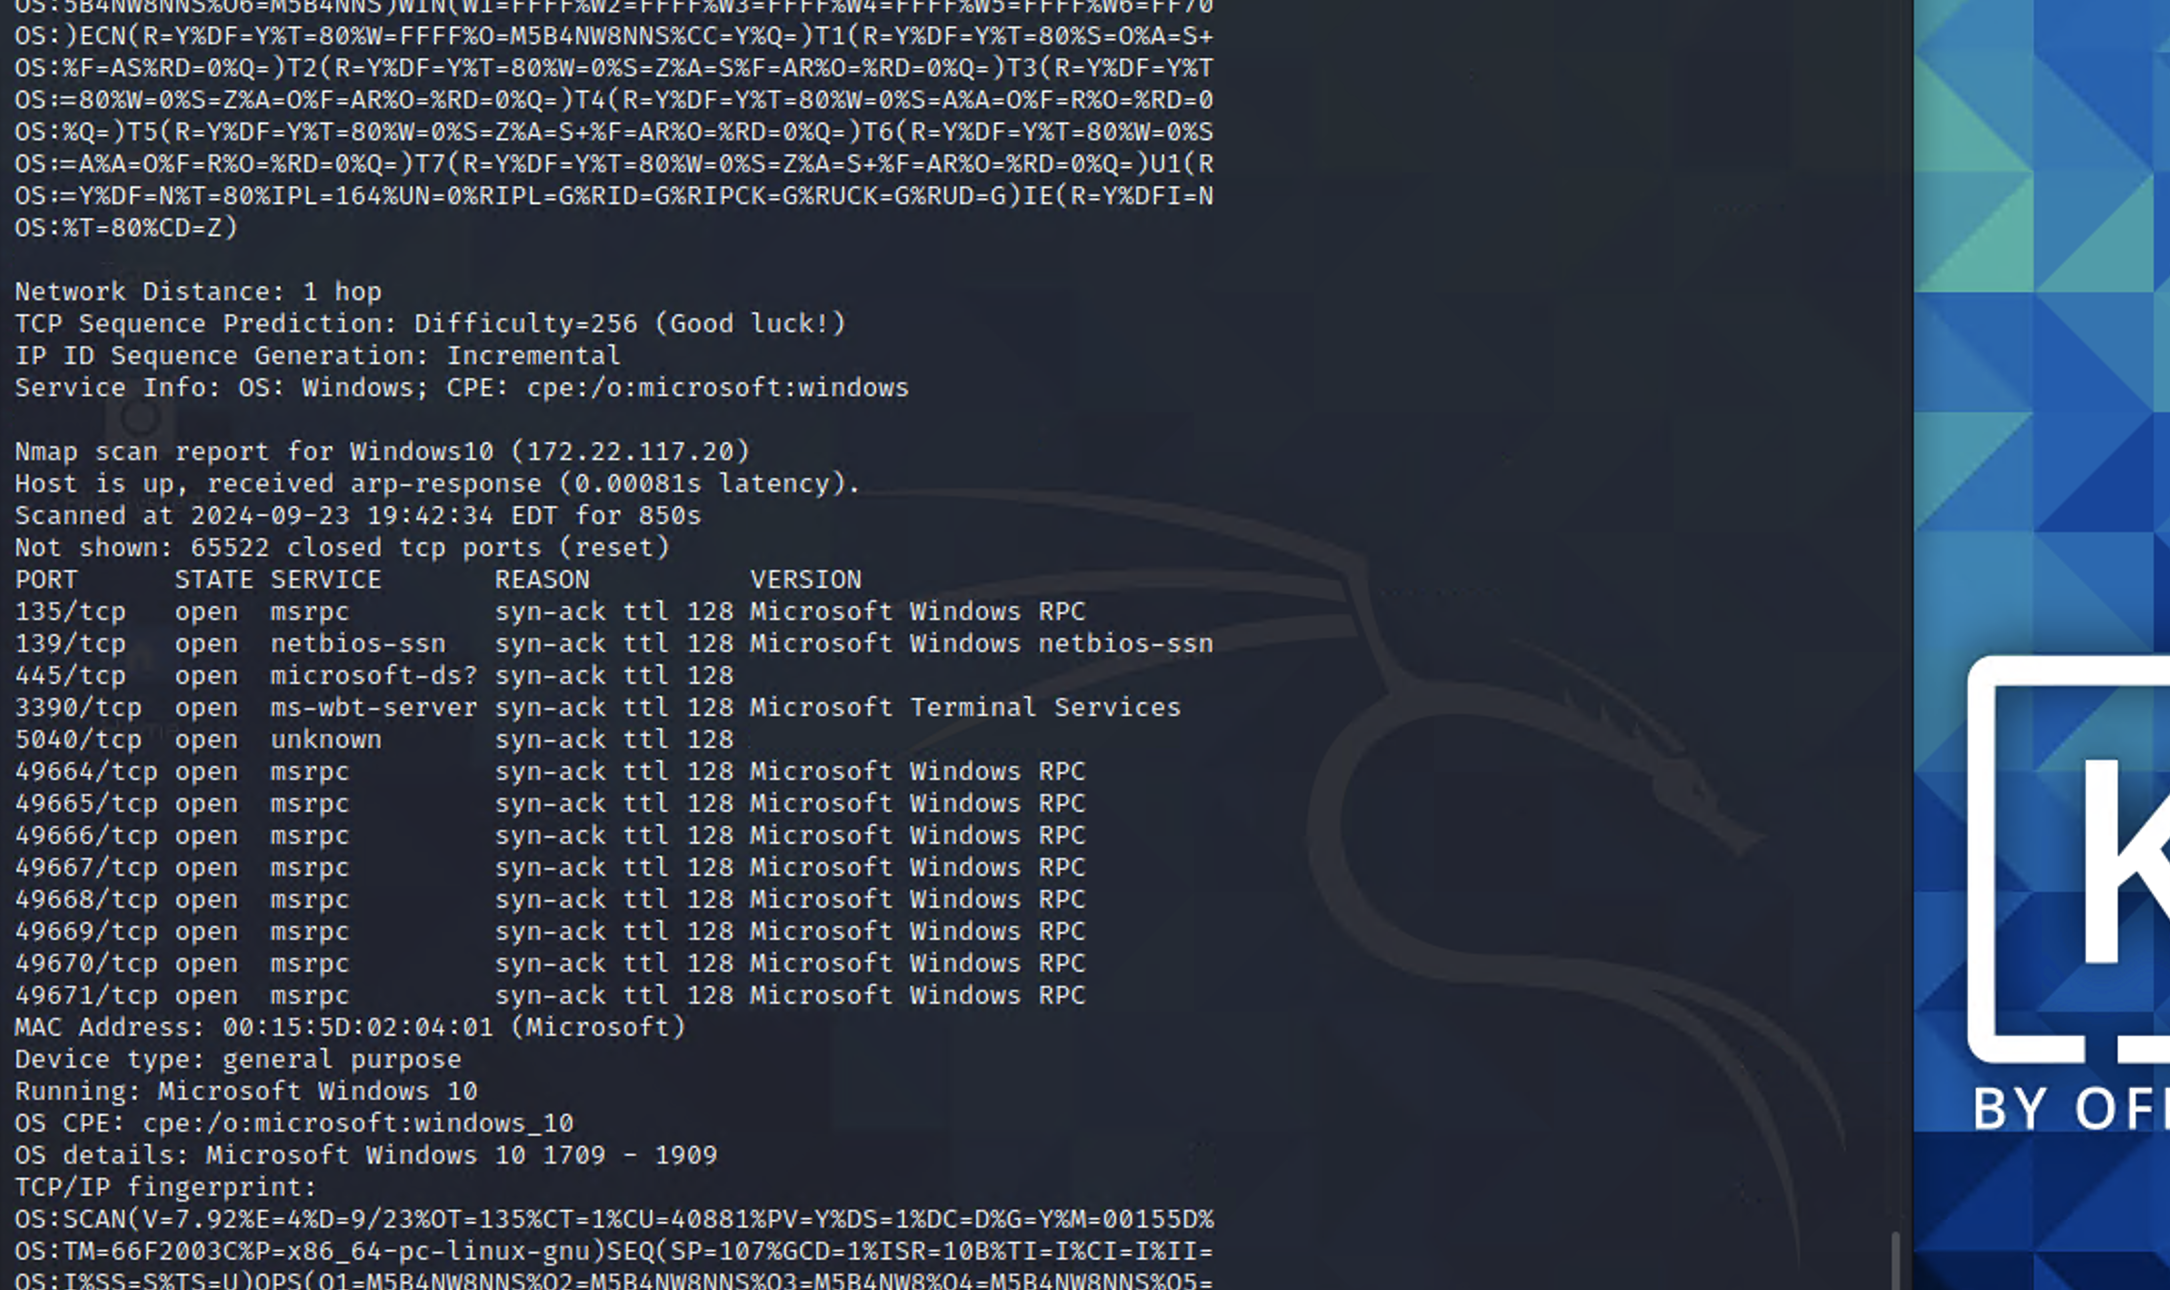 OS:5B4NW8NNS%O6=M5B4NNS)WIN(W1=FFFF%W2=FFFF%W3=FFFF%W4=FFFF%W5=FFFF%W6=FF70
OS:)ECN(R=Y%DF=Y%T=80%W=FFFF%O=M5B4NW8NNS%CC=Y%Q=)T1(R=Y%DF=Y%T=80%S=O%A=S+
OS:%F=AS%RD=0%Q=)T2(R=Y%DF=Y%T=80%W=0%S=Z%A=S%F=AR%O=%RD=0%Q=)T3(R=Y%DF=Y%T
OS:=80%W=0%S=Z%A=O%F=AR%O=%RD=0%Q=)T4(R=Y%DF=Y%T=80%W=0%S=A%A=O%F=R%O=%RD=0
OS:%Q=)T5(R=Y%DF=Y%T=80%W=0%S=Z%A=S+%F=AR%O=%RD=0%Q=)T6(R=Y%DF=Y%T=80%W=0%S
OS:=A%A=O%F=R%O=%RD=0%Q=)T7(R=Y%DF=Y%T=80%W=0%S=Z%A=S+%F=AR%O=%RD=0%Q=)U1(R
OS:=Y%DF=N%T=80%IPL=164%UN=0%RIPL=G%RID=G%RIPCK=G%RUCK=G%RUD=G)IE(R=Y%DFI=N
OS:%T=80%CD=Z)
Network Distance: 1 hop
TCP Sequence Prediction: Difficulty=256 (Good luck!)
IP ID Sequence Generation: Incremental
Service Info: OS: Windows; CPE: cpe:/o:microsoft:windows
Nmap scan report for Windows10 (172.22.117.20)
Host is up, received arp-response (0.00081s latency).
Scanned at 2024-09-23 19:42:34 EDT for 850s
Not shown: 65522 closed tcp ports (reset)
PORT STATE SERVICE REASON VERSION
135/tcp open msrpc syn-ack ttl 128 Microsoft Windows RPC
139/tcp open netbios-ssn syn-ack ttl 128 Microsoft Windows netbios-ssn
445/tcp open microsoft-ds? syn-ack ttl 128
3390/tcp open ms-wbt-server syn-ack ttl 128 Microsoft Terminal Services
5040/tcp open unknown syn-ack ttl 128
49664/tcp open msrpc syn-ack ttl 128 Microsoft Windows RPC
49665/tcp open msrpc syn-ack ttl 128 Microsoft Windows RPC
49666/tcp open msrpc syn-ack ttl 128 Microsoft Windows RPC
49667/tcp open msrpc syn-ack ttl 128 Microsoft Windows RPC
49668/tcp open msrpc syn-ack ttl 128 Microsoft Windows RPC
49669/tcp open msrpc syn-ack ttl 128 Microsoft Windows RPC
49670/tcp open msrpc syn-ack ttl 128 Microsoft Windows RPC
49671/tcp open msrpc syn-ack ttl 128 Microsoft Windows RPC
MAC Address: 00:15:5D:02:04:01 (Microsoft)
Device type: general purpose
Running: Microsoft Windows 10
OS CPE: cpe:/o:microsoft:windows_10
OS details: Microsoft Windows 10 1709 - 1909
TCP/IP fingerprint:
OS:SCAN(V=7.92%E=4%D=9/23%OT=135%CT=1%CU=40881%PV=Y%DS=1%DC=D%G=Y%M=00155D%
OS:TM=66F2003C%P=x86_64-pc-linux-gnu)SEQ(SP=107%GCD=1%ISR=10B%TI=I%CI=I%II=
OS:I%SS=S%TS=U)OPS(O1=M5B4NW8NNS%O2=M5B4NW8NNS%O3=M5B4NW8%O4=M5B4NW8NNS%O5=
K
BY OF